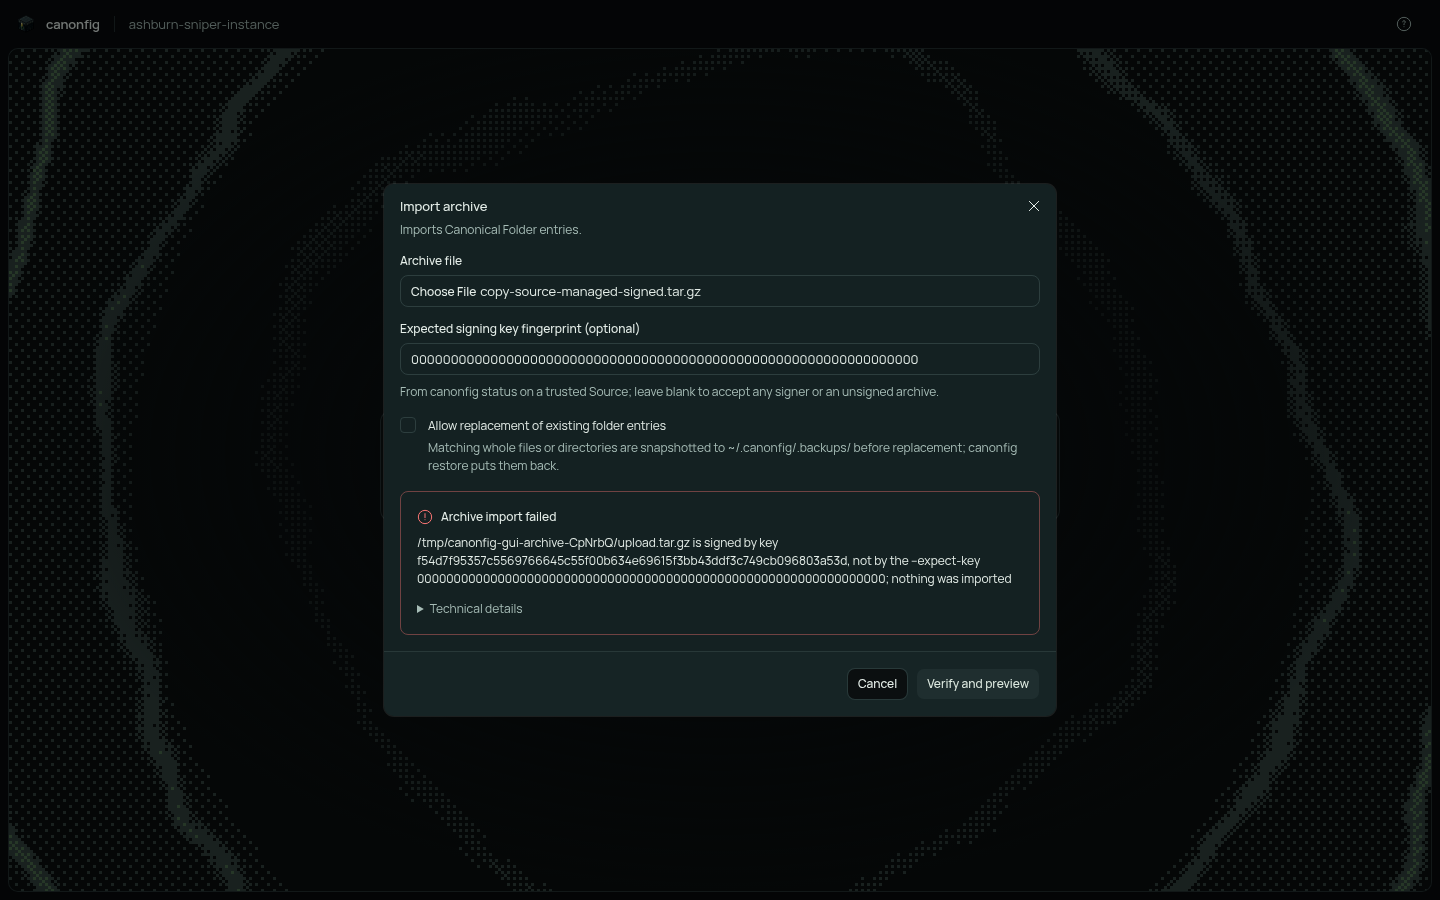 canonfig
ashburn-sniper-instance
Import archive
Imports Canonical Folder entries.
Archive file
Choose File copy-source-managed-signed.tar.gz
Expected signing key fingerprint (optional)
0000000000000000000000000000000000000000000000000000000000000000
From canonfig status on a trusted Source; leave blank to accept any signer or an unsigned archive.
Allow replacement of existing folder entries
Matching whole files or directories are snapshotted to ~/.canonfig/.backups/ before replacement; canonfig
restore puts them back.
Archive import failed
/tmp/canonfig-gui-archive-CpNrbQ/upload.tar.gz is signed by key
f54d7f95357c5569766645c55f00b634e69615f3bb43ddf3c749cb096803a53d, not by the --expect-key
0000000000000000000000000000000000000000000000000000000000000000; nothing was imported
Technical details
Cancel
Verify and preview